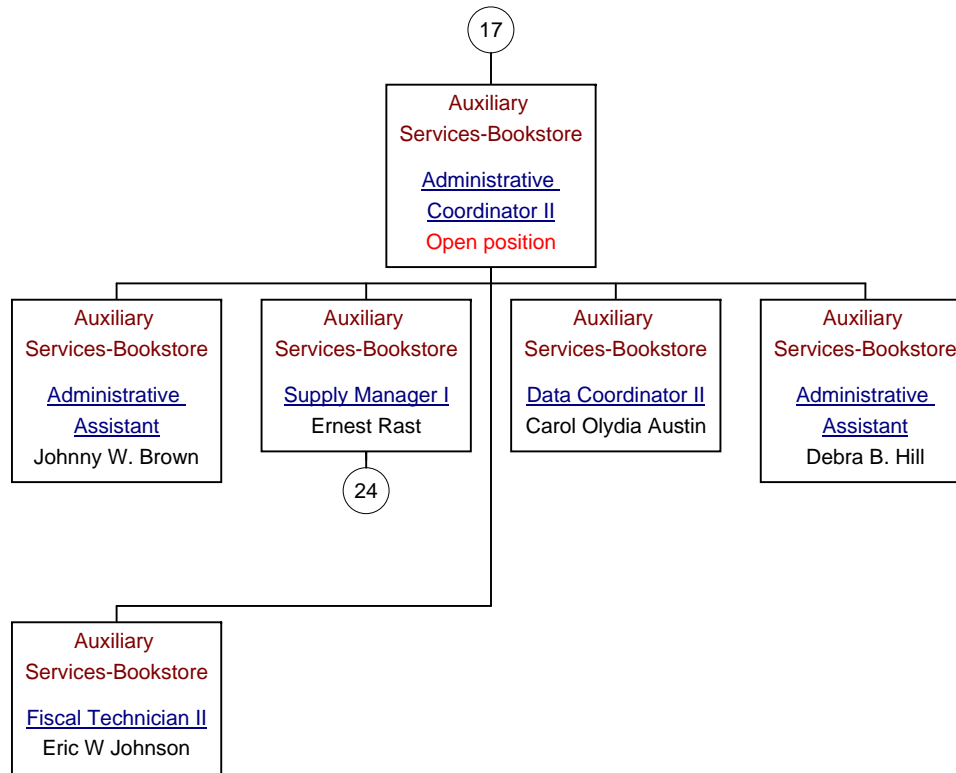 17
Auxiliary
Services-Bookstore
Administrative
Coordinator II
Open position
Auxiliary
Services-Bookstore
Administrative
Assistant
Johnny W. Brown
Auxiliary
Services-Bookstore
Supply Manager I
Ernest Rast
24
Auxiliary
Services-Bookstore
Data Coordinator II
Carol Olydia Austin
Auxiliary
Services-Bookstore
Administrative
Assistant
Debra B. Hill
Auxiliary
Services-Bookstore
Fiscal Technician II
Eric W Johnson